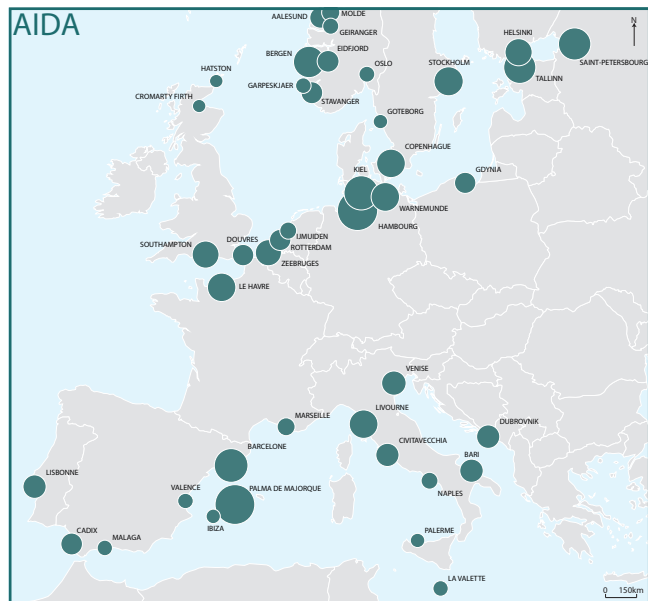 AIDA
AALESUND
MOLDE
GEIRANGER
N
HELSINKI
SAINT-PETERSBOURG
BERGEN
EIDFJORD
OSLO
STOCKHOLM
TALLINN
HATSTON
GARPESKJAER
STAVANGER
CROMARTY FIRTH
GOTEBORG
COPENHAGUE
KIEL
GDYNIA
WARNEMUNDE
HAMBOURG
IJMUIDEN
SOUTHAMPTON
DOUVRES
ROTTERDAM
ZEEBRUGES
LE HAVRE
VENISE
LIVOURNE
MARSEILLE
DUBROVNIK
CIVITAVECCHIA
BARCELONE
BARI
LISBONNE
VALENCE
PALMA DE MAJORQUE
NAPLES
IBIZA
CADIX
MALAGA
PALERME
LA VALETTE
0 150km